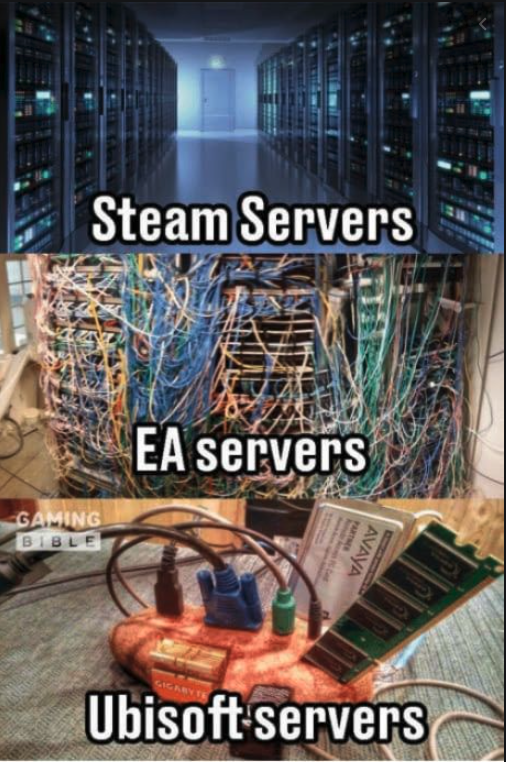 Steam Servers
EA servers
GAMING
BIBLE
AVAYA
GIGABYTE
Ubisoft servers